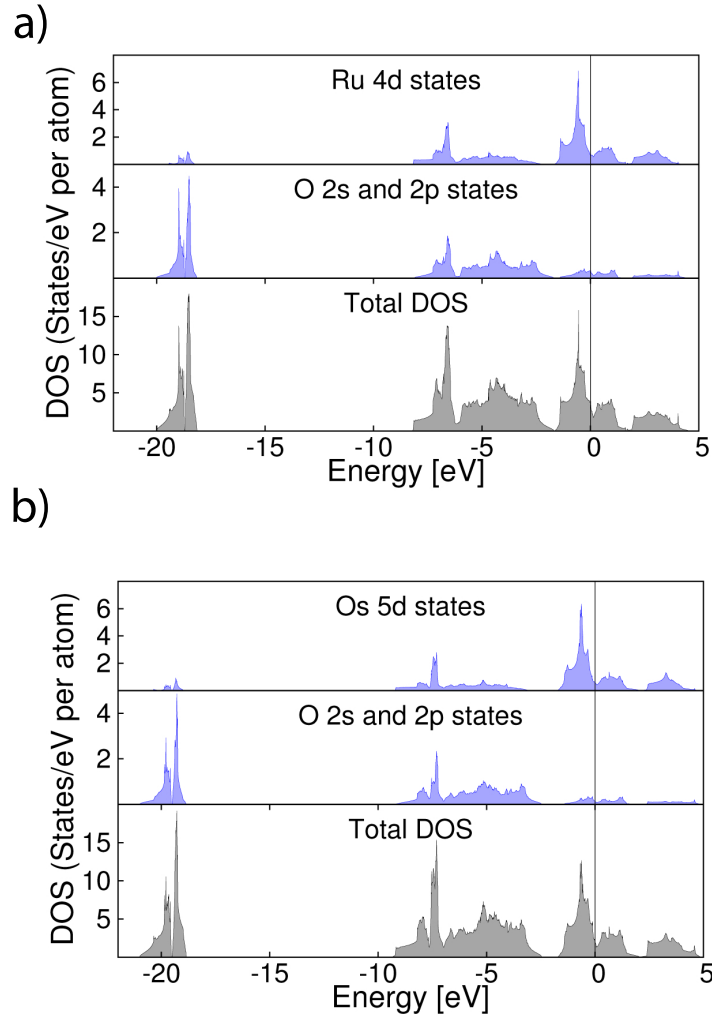 a)
DOS (States/eV per atom)
Ru 4d states
6
4
2
O 2s and 2p states
4
2
Total DOS
15
10
5
-20 -15 -10 -5 0 5
Energy [eV]
b)
DOS (States/eV per atom)
Os 5d states
6
4
2
O 2s and 2p states
4
2
Total DOS
15
10
5
-20 -15 -10 -5 0 5
Energy [eV]